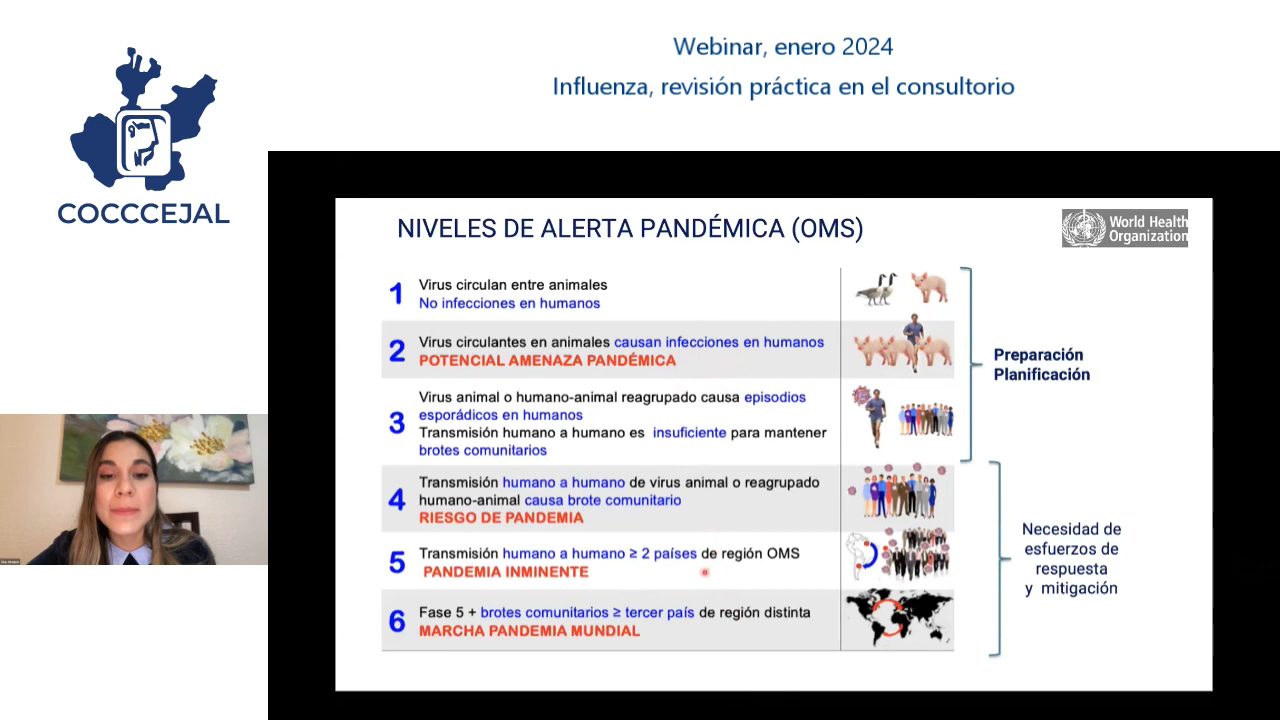 Webinar, enero 2024
Influenza, revisión práctica en el consultorio
COCCCEJAL
NIVELES DE ALERTA PANDÉMICA (OMS)
World Health
Organization
1
Virus circulan entre animales
No infecciones en humanos
2
Virus circulantes en animales causan infecciones en humanos
POTENCIAL AMENAZA PANDÉMICA
3
Virus animal o humano-animal reagrupado causa episodios
esporádicos en humanos
Transmisión humano a humano es insuficiente para mantener
brotes comunitarios
Preparación
Planificación
4
Transmisión humano a humano de virus animal o reagrupado
humano-animal causa brote comunitario
RIESGO DE PANDEMIA
5
Transmisión humano a humano ≥ 2 países de región OMS
PANDEMIA INMINENTE
6
Fase 5 + brotes comunitarios ≥ tercer país de región distinta
MARCHA PANDEMIA MUNDIAL
Necesidad de
esfuerzos de
respuesta
y mitigación